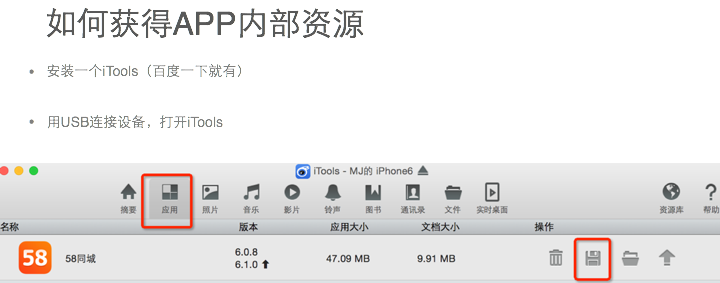 如何获得APP内部资源
• 安装一个iTools（百度一下就有）
• 用USB连接设备，打开iTools
iTools - MJ的 iPhone6
摘要 应用 照片 音乐 影片 铃声 图书 通讯录 文件 实时桌面 资源库 帮助
名称 版本 应用大小 文档大小 操作
58 58同城 6.0.8 47.09 MB 9.91 MB
6.1.0